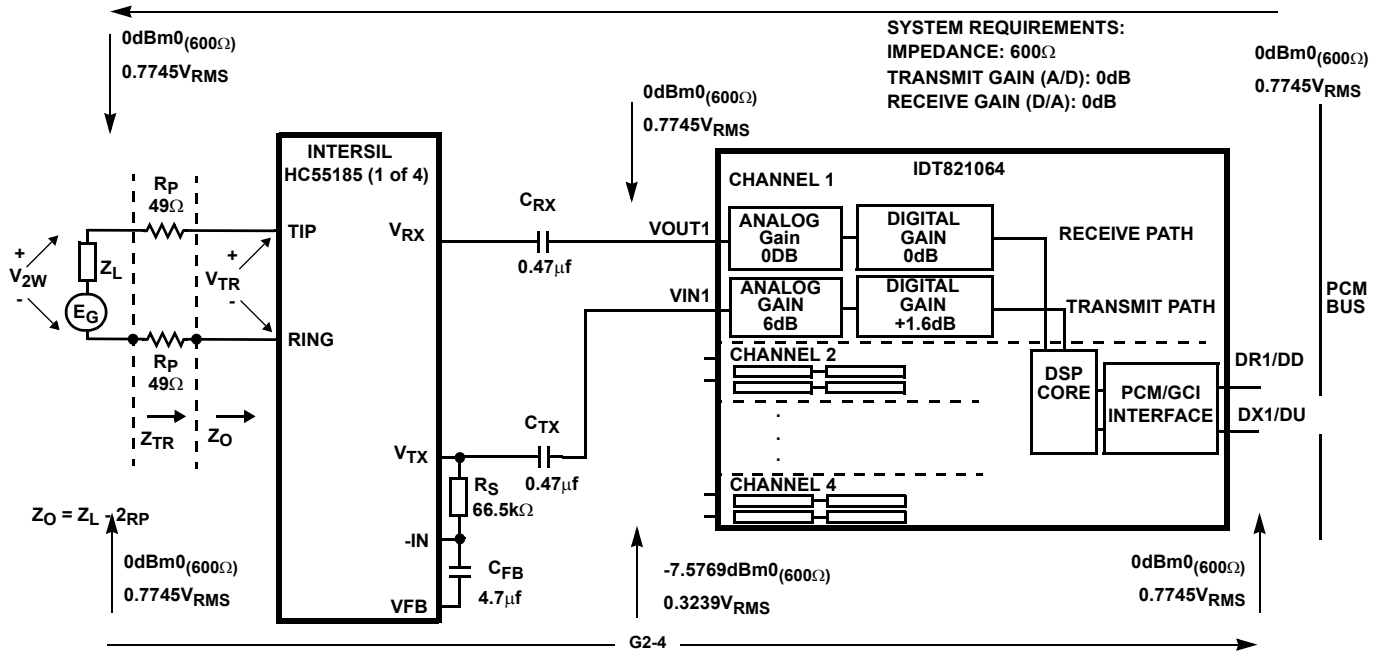 SYSTEM REQUIREMENTS:
IMPEDANCE: 600Ω
TRANSMIT GAIN (A/D): 0dB
RECEIVE GAIN (D/A): 0dB
0dBm0(600Ω)
0.7745VRMS
0dBm0(600Ω)
0.7745VRMS
0dBm0(600Ω)
0.7745VRMS
INTERSIL
HC55185 (1 of 4)
TIP
RING
VRX
VTX
-IN
VFB
RP
49Ω
RP
49Ω
+
V2W
-
ZL
EG
+
VTR
-
ZTR
ZO
ZO = ZL - 2RP
CRX
0.47µf
CTX
0.47µf
RS
66.5kΩ
CFB
4.7µf
VOUT1
VIN1
IDT821064
CHANNEL 1
ANALOG
Gain
0DB
DIGITAL
GAIN
0dB
RECEIVE PATH
ANALOG
GAIN
6dB
DIGITAL
GAIN
+1.6dB
TRANSMIT PATH
CHANNEL 2
.
.
.
CHANNEL 4
DSP
CORE
PCM/GCI
INTERFACE
DR1/DD
DX1/DU
PCM
BUS
0dBm0(600Ω)
0.7745VRMS
-7.5769dBm0(600Ω)
0.3239VRMS
0dBm0(600Ω)
0.7745VRMS
G2-4